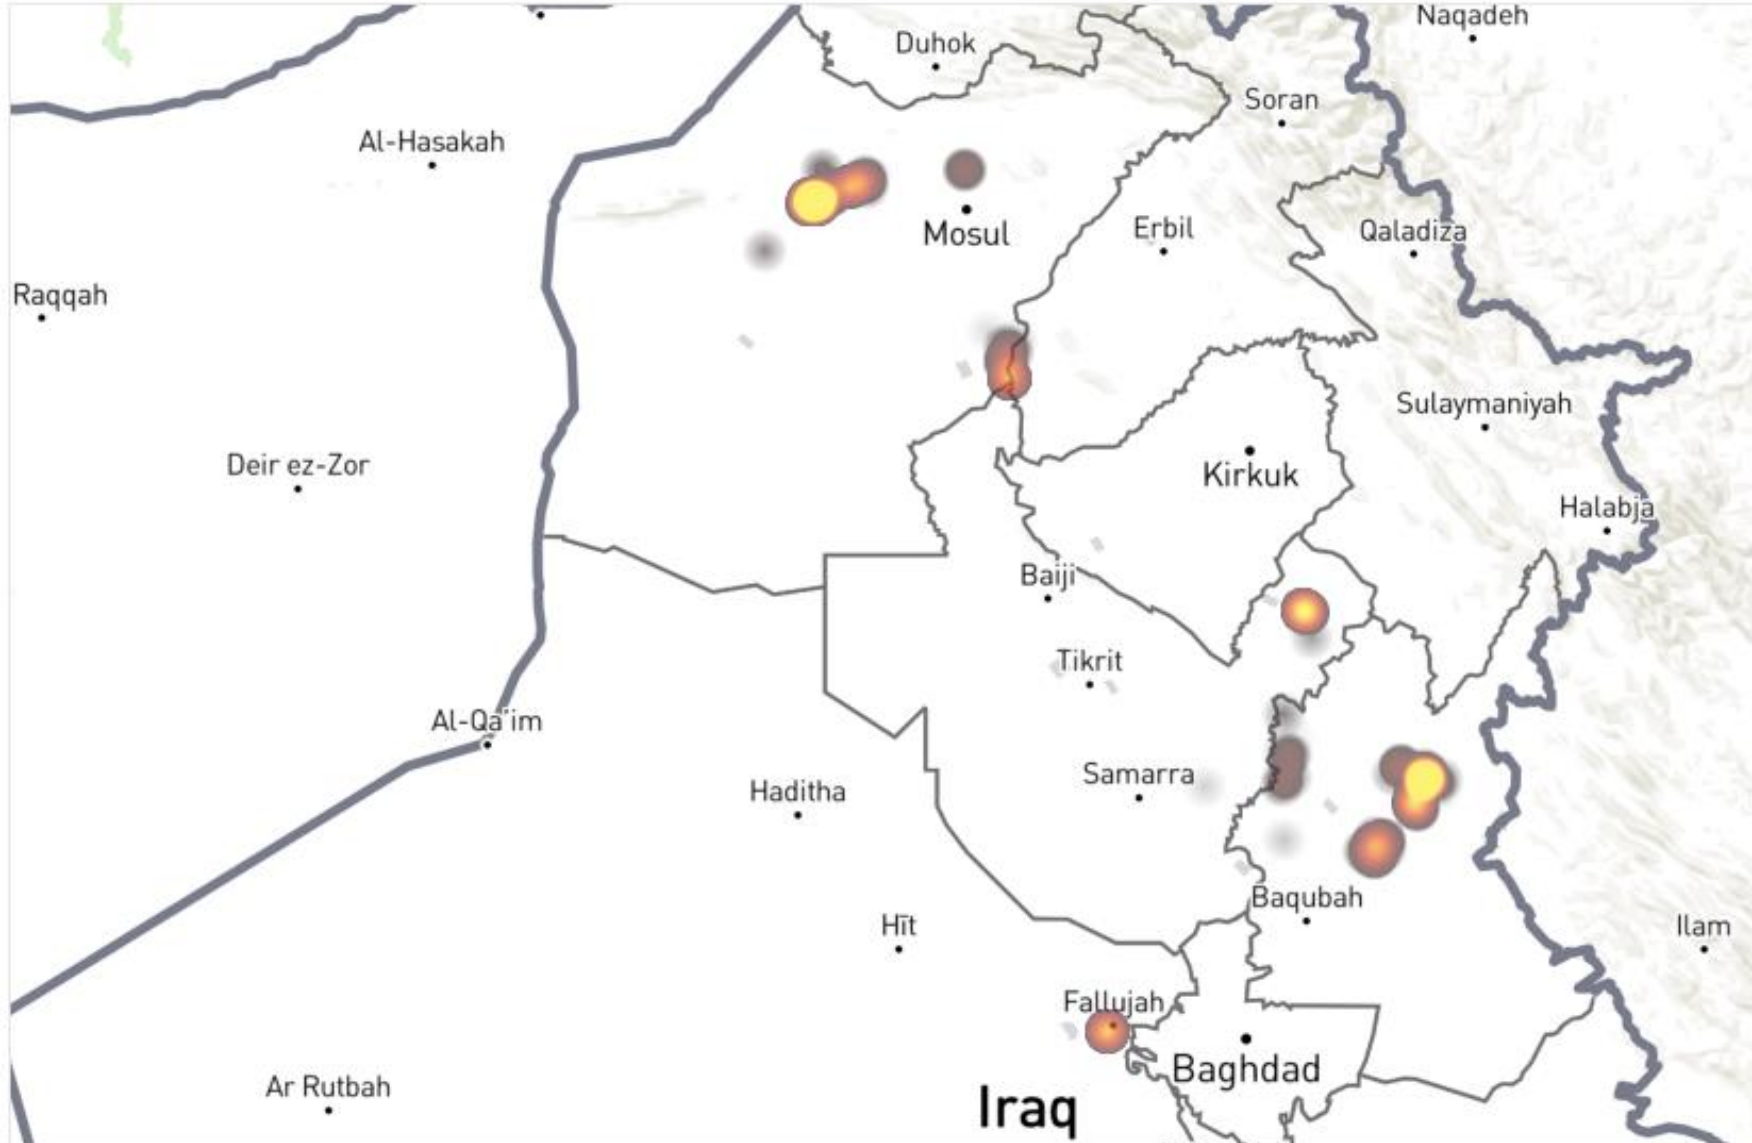 Naqadeh
Duhok
Soran
Al-Hasakah
Mosul
Erbil
Qaladiza
Raqqah
Sulaymaniyah
Deir ez-Zor
Kirkuk
Halabja
Baiji
Tikrit
Al-Qa'im
Samarra
Haditha
Baqubah
Hīt
Ilam
Fallujah
Baghdad
Ar Rutbah
Iraq